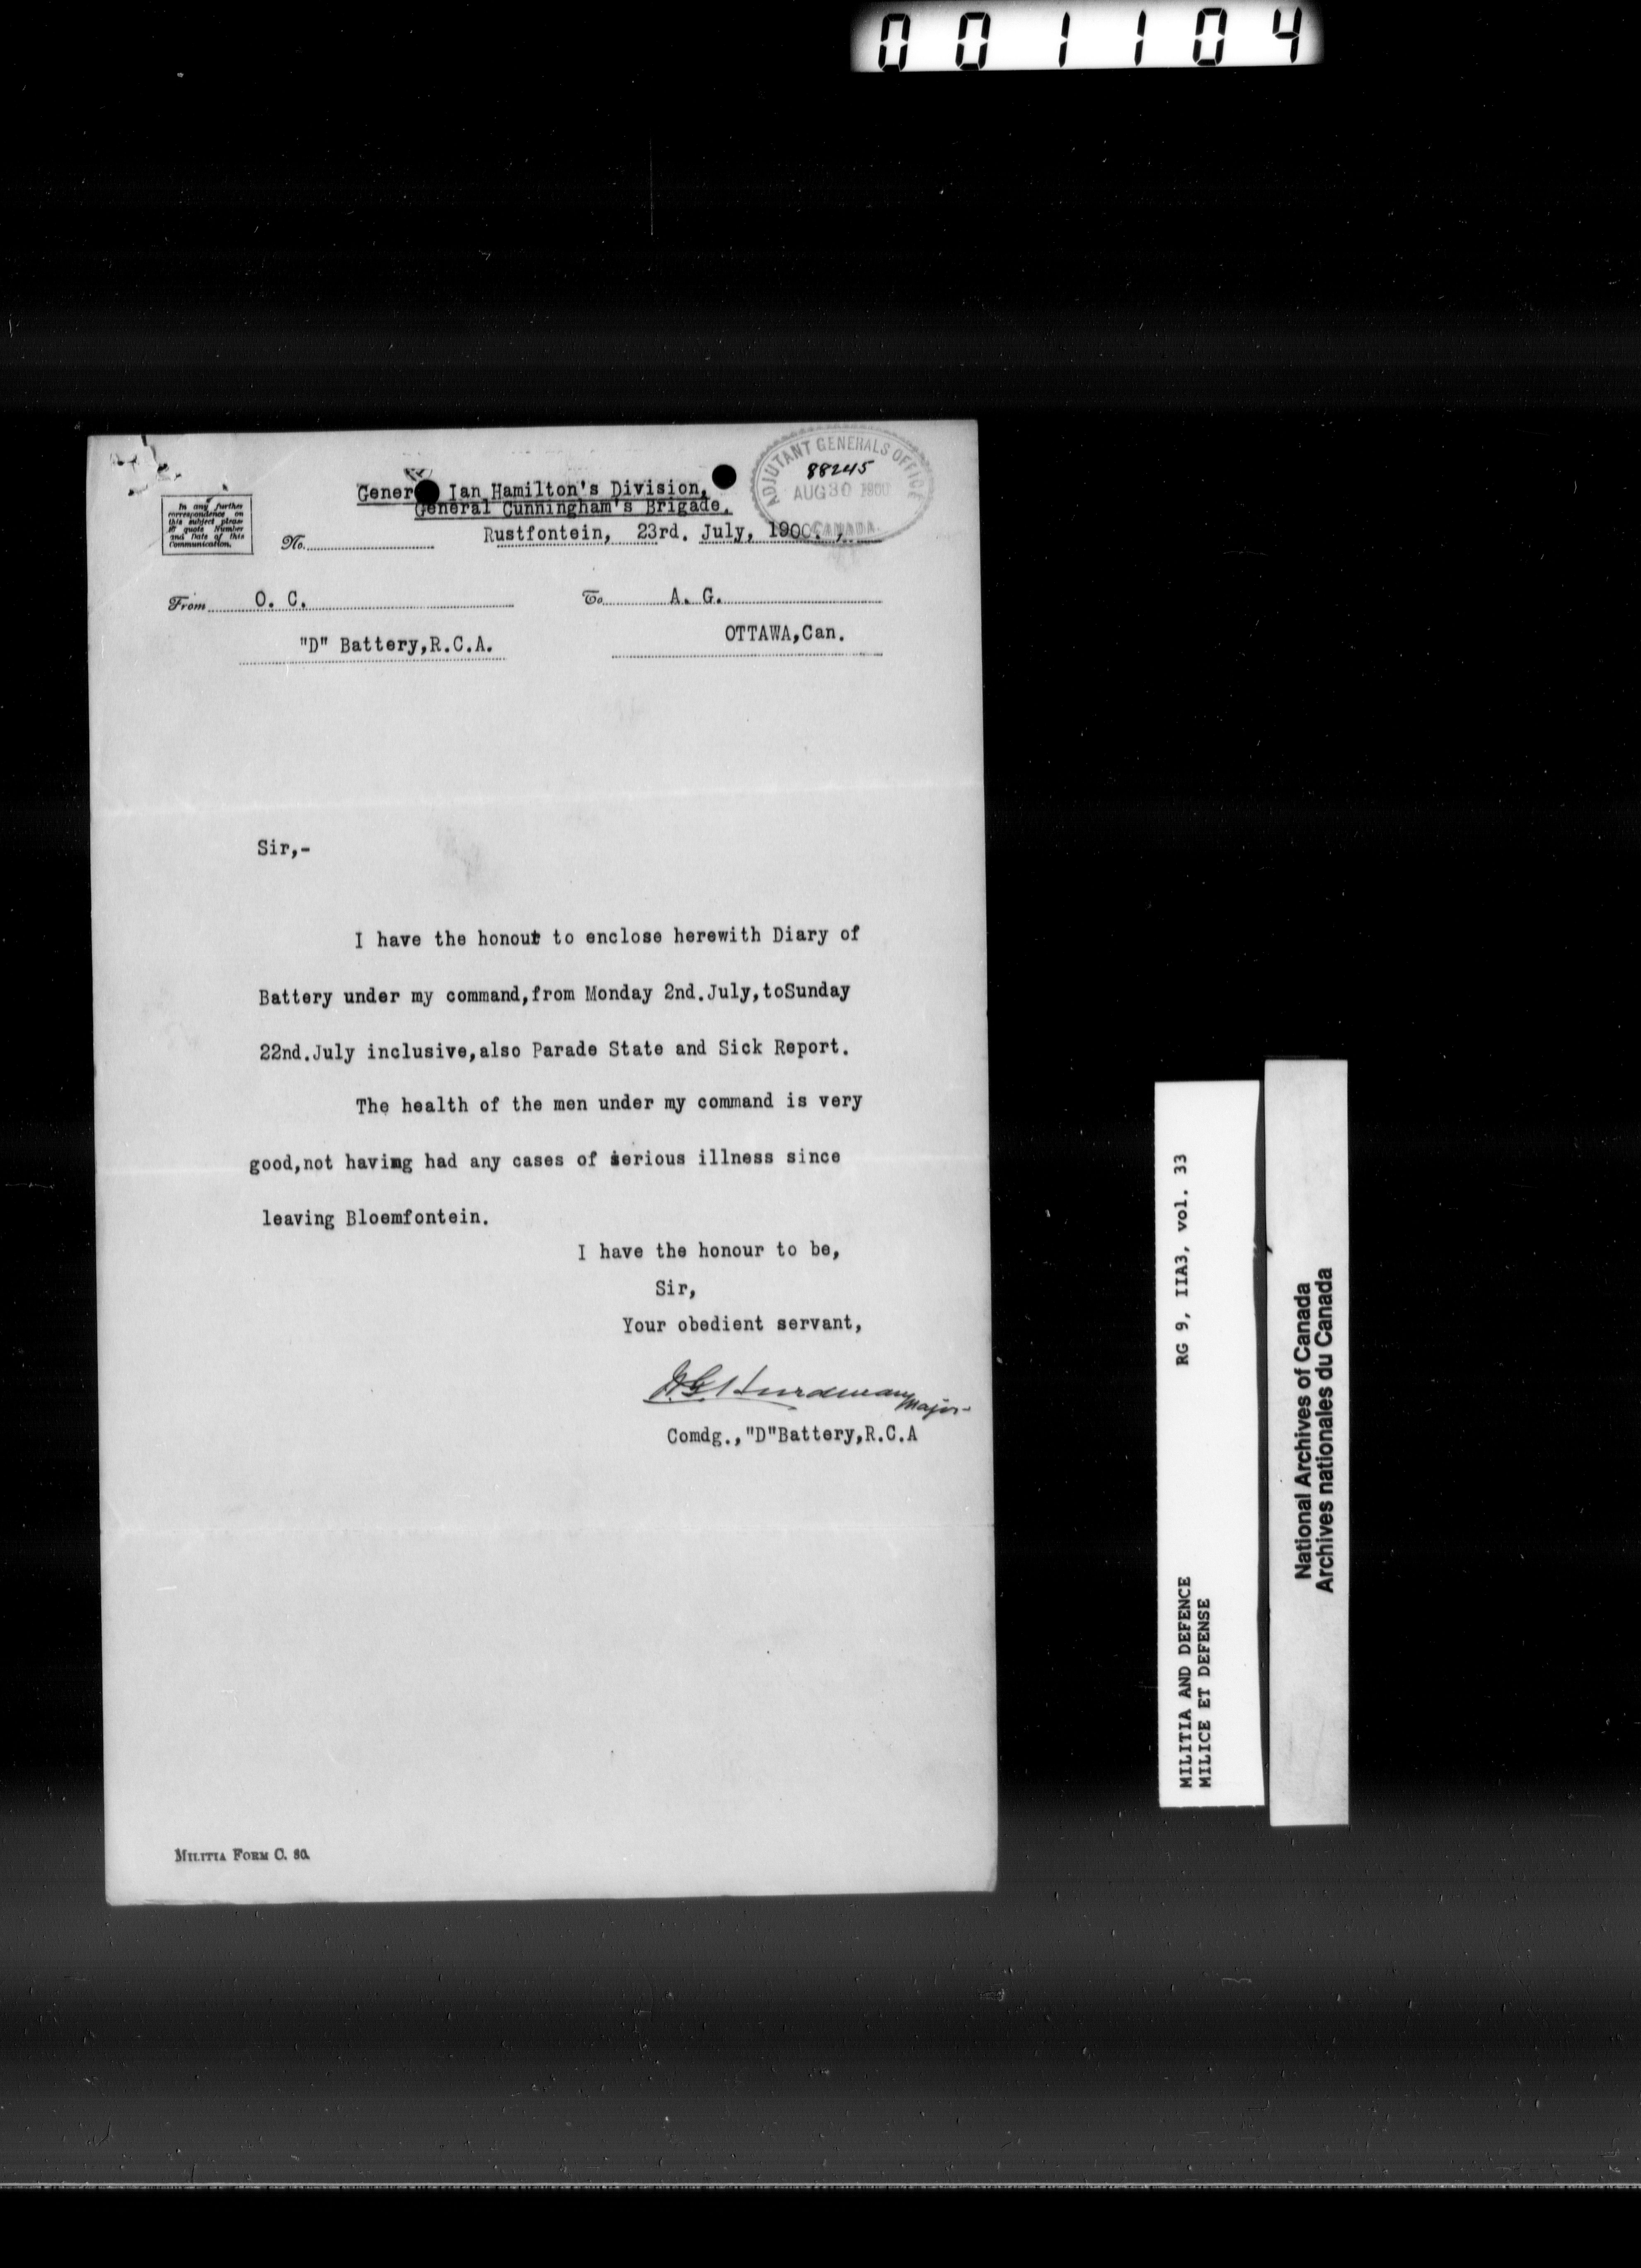 001104
Gener Ian Hamilton's Division,
General Cunningham's Brigade.
ADJUTANT GENERALS OFFICE
88245
AUG 30 1900
CANADA
In any further
correspondence on
this subject please
quote Number
and Date of this
Communication.
No. Rustfontein, 23rd. July, 1900.
From O. C. To A. G.
"D" Battery,R.C.A. OTTAWA,Can.
Sir,-
I have the honour to enclose herewith Diary of
Battery under my command,from Monday 2nd.July,toSunday
22nd.July inclusive,also Parade State and Sick Report.
The health of the men under my command is very
good,not having had any cases of serious illness since
leaving Bloemfontein.
I have the honour to be,
Sir,
Your obedient servant,
Hurdman Major
Comdg.,"D"Battery,R.C.A
MILITIA FORM C. 80.
MILITIA AND DEFENCE RG 9, IIA3, vol. 33
MILICE ET DEFENSE
National Archives of Canada
Archives nationales du Canada